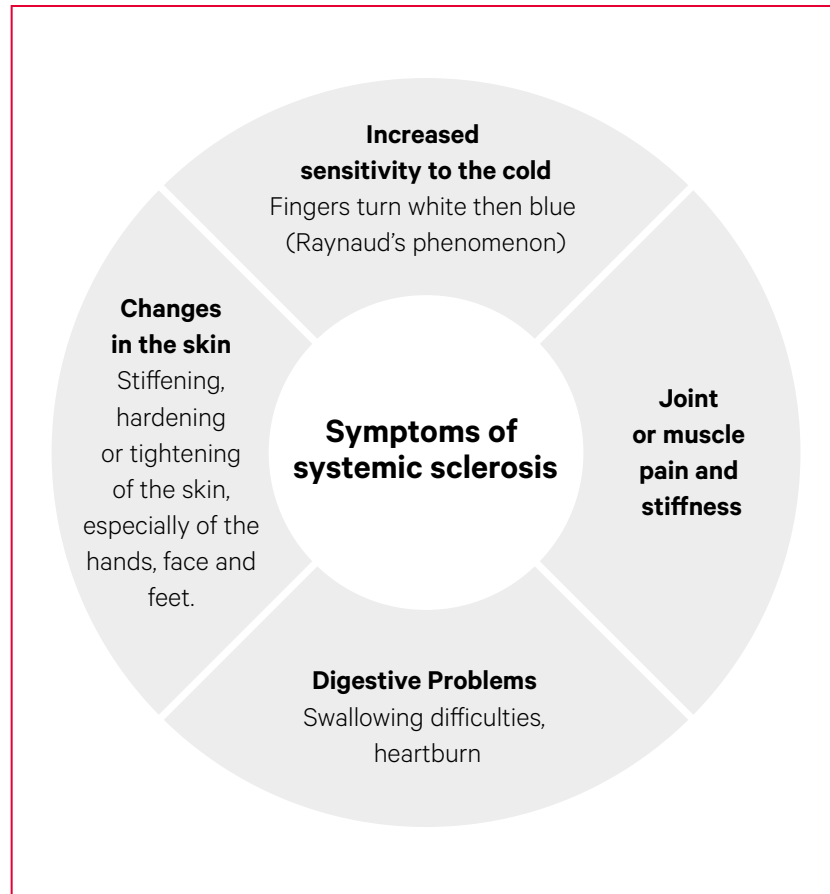 Increased
sensitivity to the cold
Fingers turn white then blue
(Raynaud’s phenomenon)
Changes
in the skin
Stiffening,
hardening
or tightening
of the skin,
especially of the
hands, face and
feet.
Symptoms of
systemic sclerosis
Joint
or muscle
pain and
stiffness
Digestive Problems
Swallowing difficulties,
heartburn